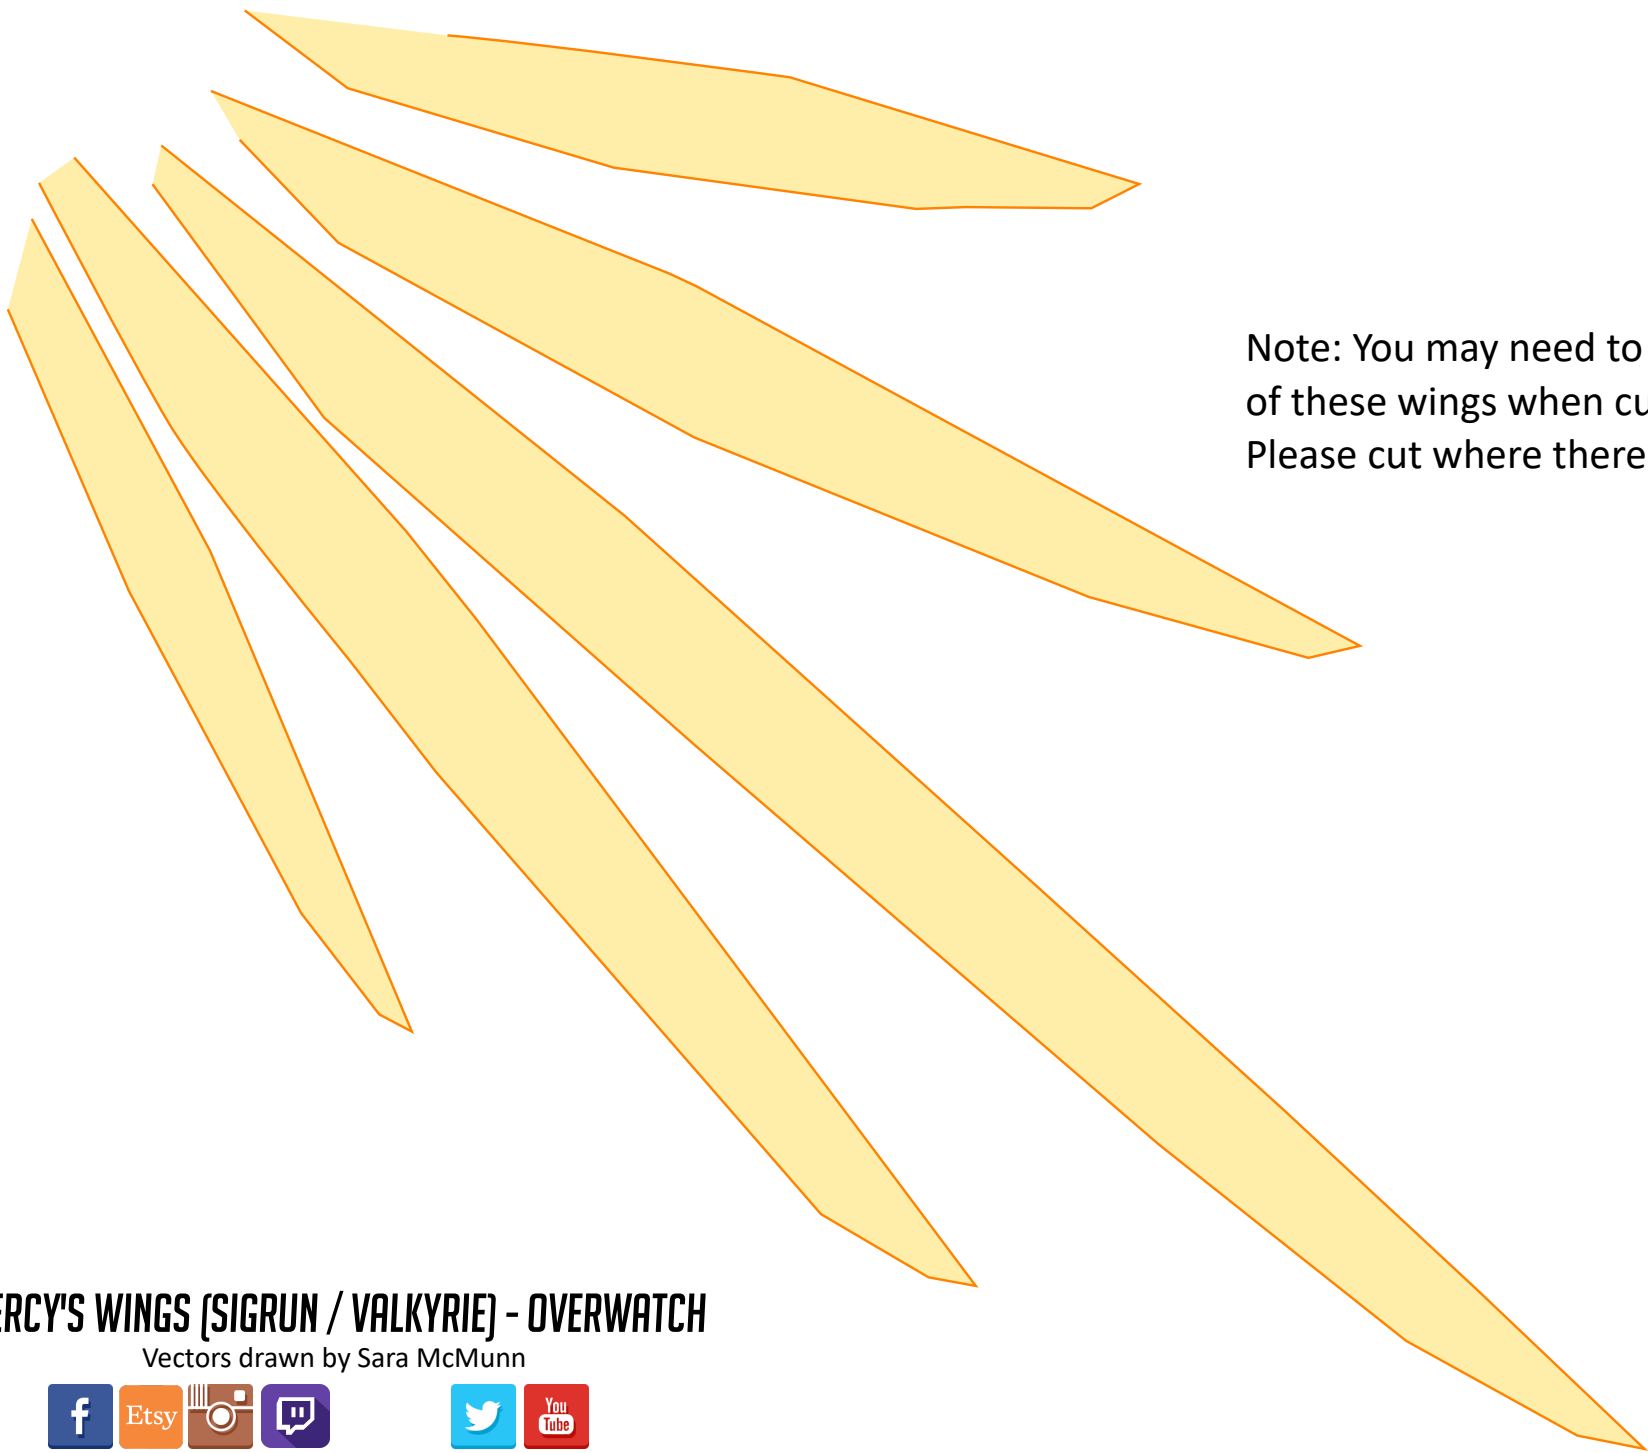 Note: You may need to
of these wings when cu
Please cut where there
ERCY'S WINGS (SIGRUN / VALKYRIE) - OVERWATCH
Vectors drawn by Sara McMunn
f Etsy You Tube